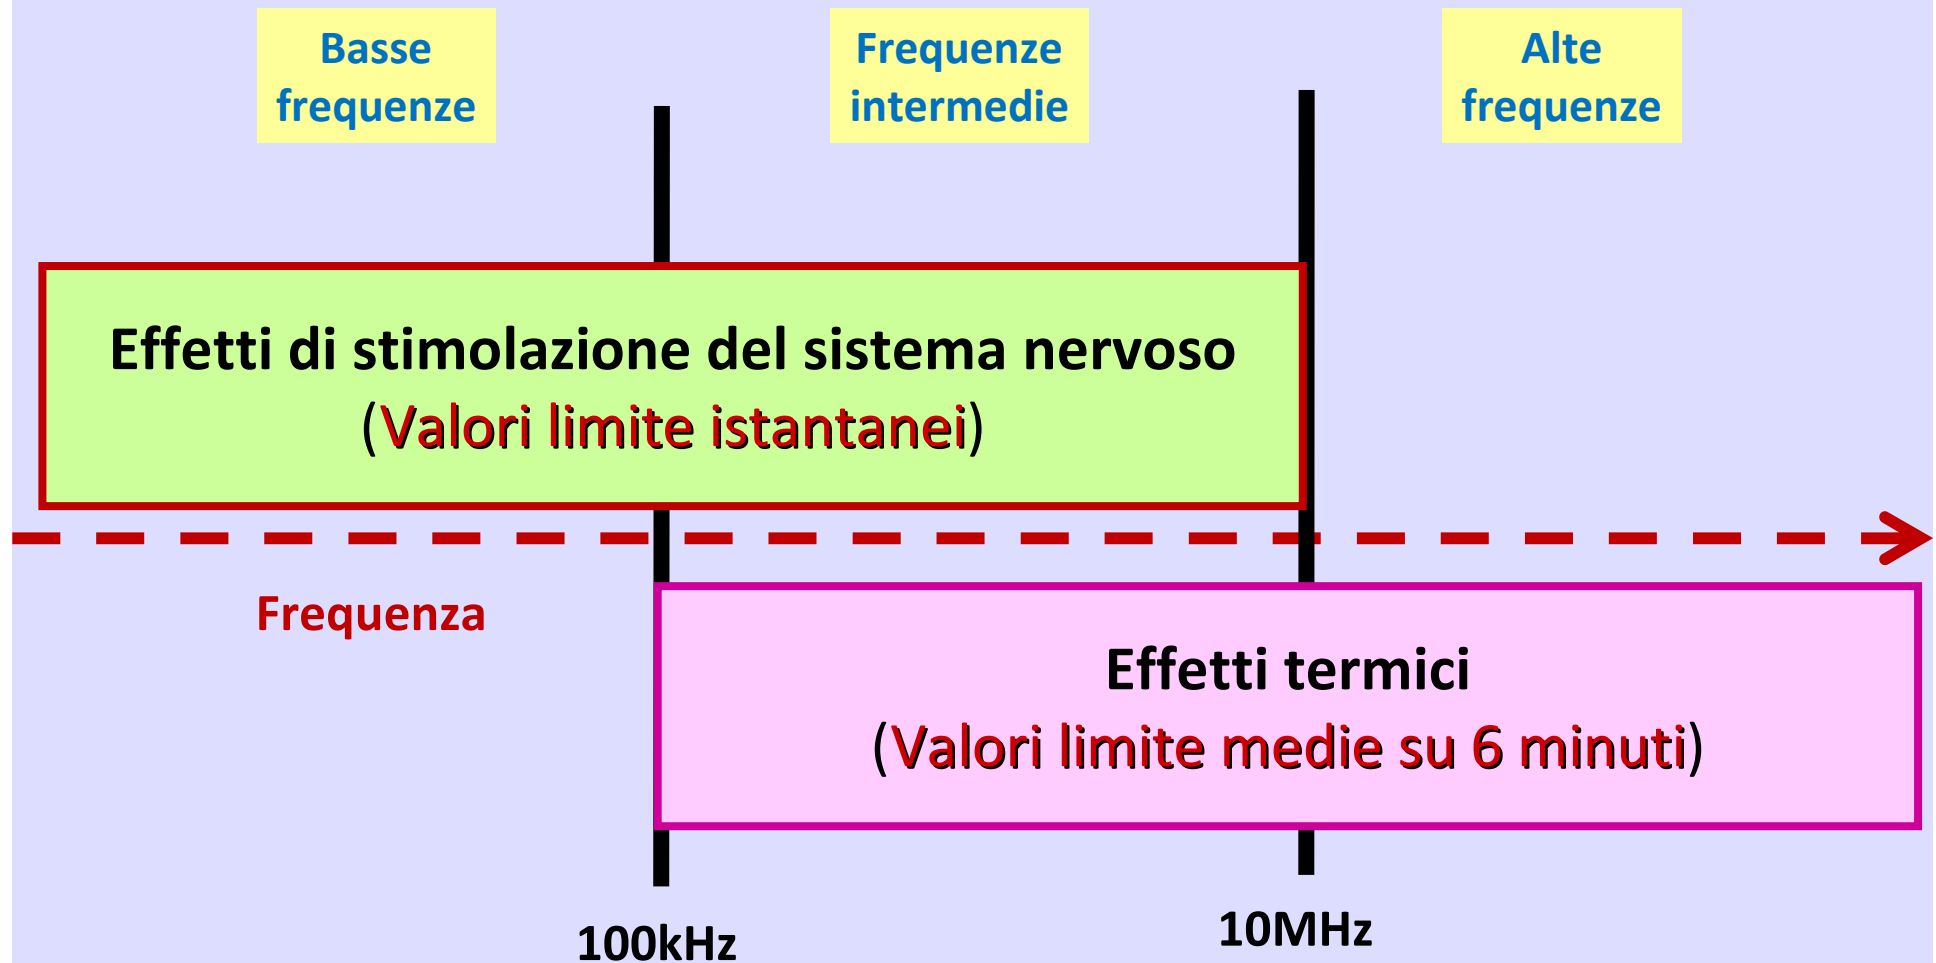 Basse
frequenze
Frequenze
intermedie
Alte
frequenze
Effetti di stimolazione del sistema nervoso
(Valori limite istantanei)
Frequenza
Effetti termici
(Valori limite medie su 6 minuti)
100kHz
10MHz